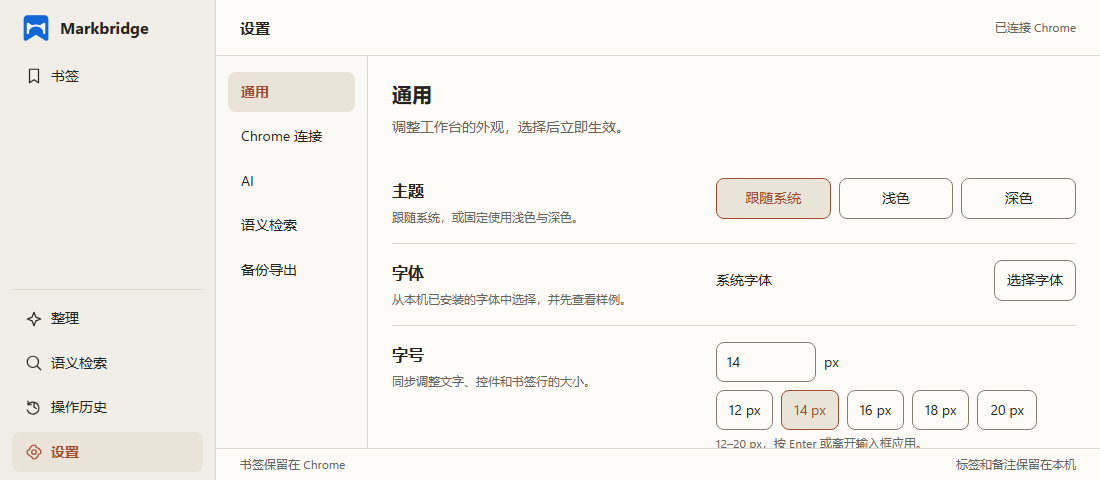 Markbridge
书签
整理
语义检索
操作历史
设置
设置
已连接 Chrome
通用
Chrome 连接
AI
语义检索
备份导出
通用
调整工作台的外观，选择后立即生效。
主题
跟随系统，或固定使用浅色与深色。
跟随系统
浅色
深色
字体
从本机已安装的字体中选择，并先查看样例。
系统字体
选择字体
字号
同步调整文字、控件和书签行的大小。
14 px
12 px
14 px
16 px
18 px
20 px
12–20 px，按 Enter 或离开输入框应用。
书签保留在 Chrome
标签和备注保留在本机